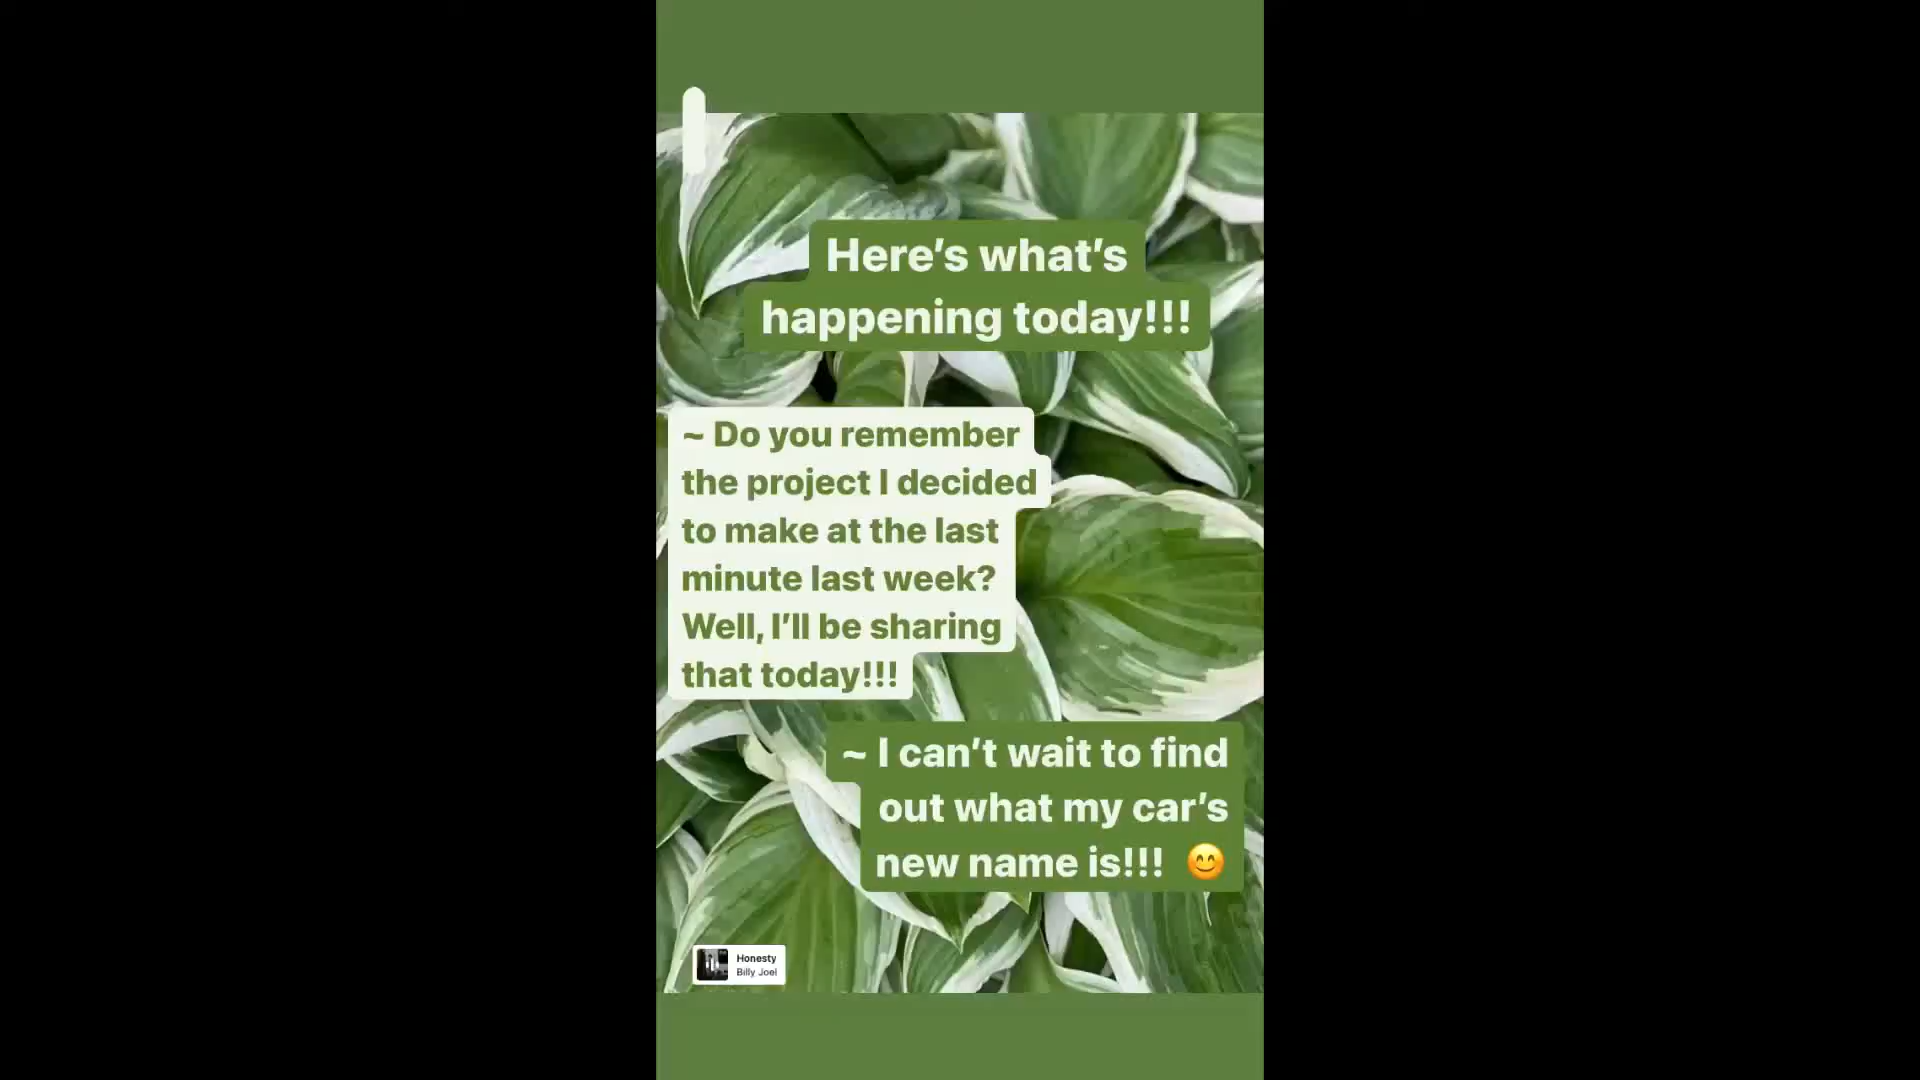 Here’s what’s
happening today!!!
~ Do you remember
the project I decided
to make at the last
minute last week?
Well, I’ll be sharing
that today!!!
~ I can’t wait to find
out what my car’s
new name is!!! 😊
Honesty
Billy Joel